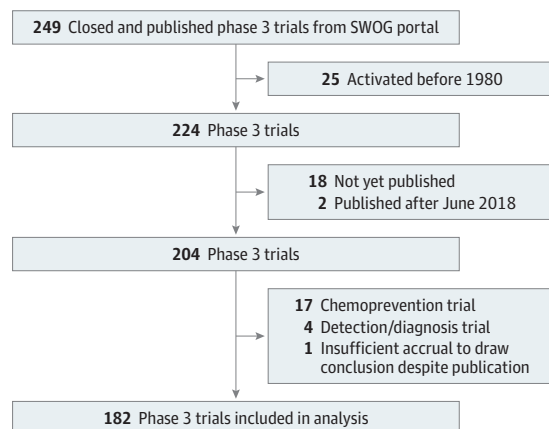 249 Closed and published phase 3 trials from SWOG portal
25 Activated before 1980
224 Phase 3 trials
18 Not yet published
2 Published after June 2018
204 Phase 3 trials
17 Chemoprevention trial
4 Detection/diagnosis trial
1 Insufficient accrual to draw
conclusion despite publication
182 Phase 3 trials included in analysis